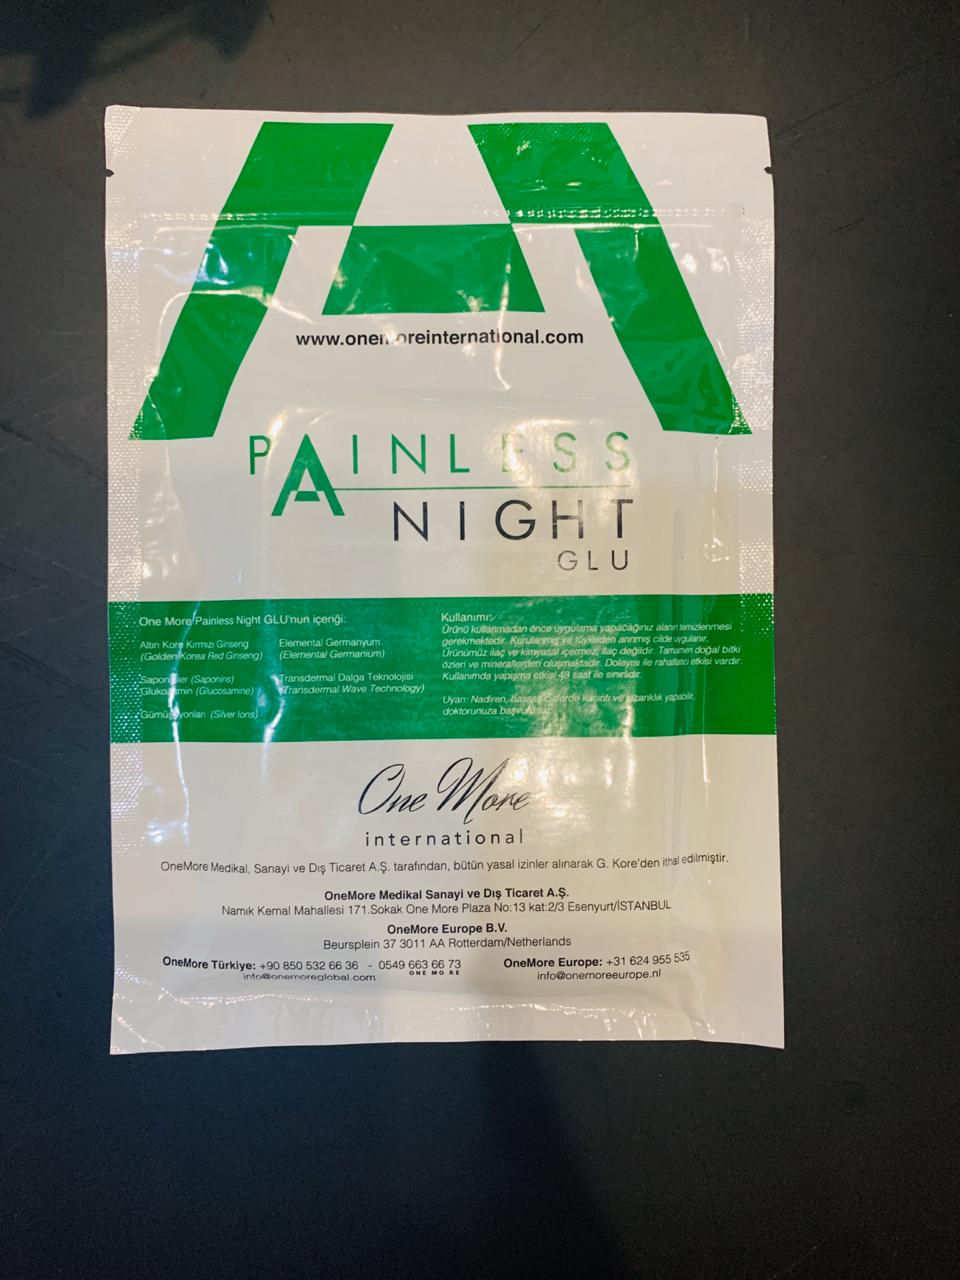 www.onemoreinternational.com
PAINLESS
NIGHT
GLU
One More Painless Night GLU'nun içeriği:
Altın Kore Kırmızı Ginseng
(Golden Korea Red Ginseng)
Saponinler (Saponins)
Glukozamin (Glucosamine)
Gümüş iyonları (Silver Ions)
Elemental Germanyum
(Elemental Germanium)
Transdermal Dalga Teknolojisi
(Transdermal Wave Technology)
Kullanımı:
Ürünü kullanmadan önce uygulama yapacağınız alanın temizlenmesi
gerekmektedir. Kurulanmış ve tüylerden arınmış cilde uygulanır.
Ürünümüz ilaç ve kimyasal içermez, ilaç değildir. Tamamen doğal bitki
özleri ve minerallerden oluşmaktadır. Dolayısı ile rahatlatıcı etkisi vardır.
Kullanımda yapışma etkisi 48 saat ile sınırlıdır.
Uyarı: Nadiren, hassas ciltlerde kaşıntı ve kızarıklık yapabilir,
doktorunuza başvurunuz.
One More
international
OneMore Medikal, Sanayi ve Dış Ticaret A.Ş. tarafından, bütün yasal izinler alınarak G. Kore'den ithal edilmiştir.
OneMore Medikal Sanayi ve Dış Ticaret A.Ş.
Namık Kemal Mahallesi 171.Sokak One More Plaza No:13 kat:2/3 Esenyurt/İSTANBUL
OneMore Europe B.V.
Beursplein 37 3011 AA Rotterdam/Netherlands
OneMore Türkiye: +90 850 532 66 36 - 0549 663 66 73
ONE MO RE
info@onemoreglobal.com
OneMore Europe: +31 624 955 535
info@onemoreeurope.nl